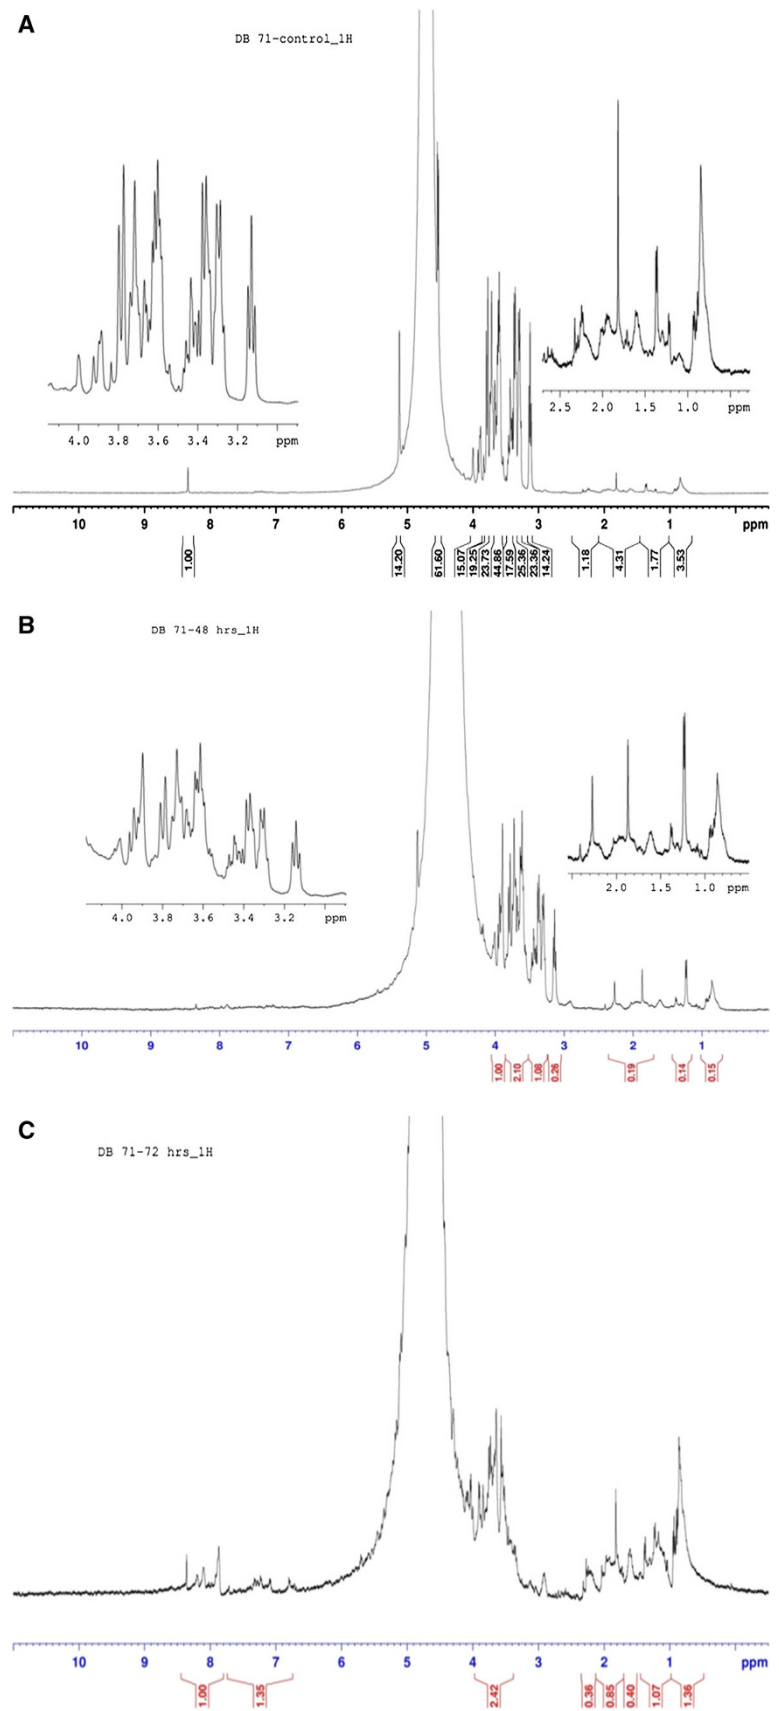 A
DB 71-control_1H
4.0 3.8 3.6 3.4 3.2 ppm
2.5 2.0 1.5 1.0 ppm
10 9 8 7 6 5 4 3 2 1 ppm
1.00 14.20 61.60 15.07 19.25 23.73 44.86 17.59 25.36 23.36 14.24 1.18 4.31 1.77 3.53
B
DB 71-48 hrs_1H
4.0 3.8 3.6 3.4 3.2 ppm
2.0 1.5 1.0 ppm
10 9 8 7 6 5 4 3 2 1 ppm
1.00 2.10 1.08 0.26 0.19 0.14 0.15
C
DB 71-72 hrs_1H
10 9 8 7 6 5 4 3 2 1 ppm
1.00 1.35 2.42 0.36 0.85 0.40 1.07 1.36